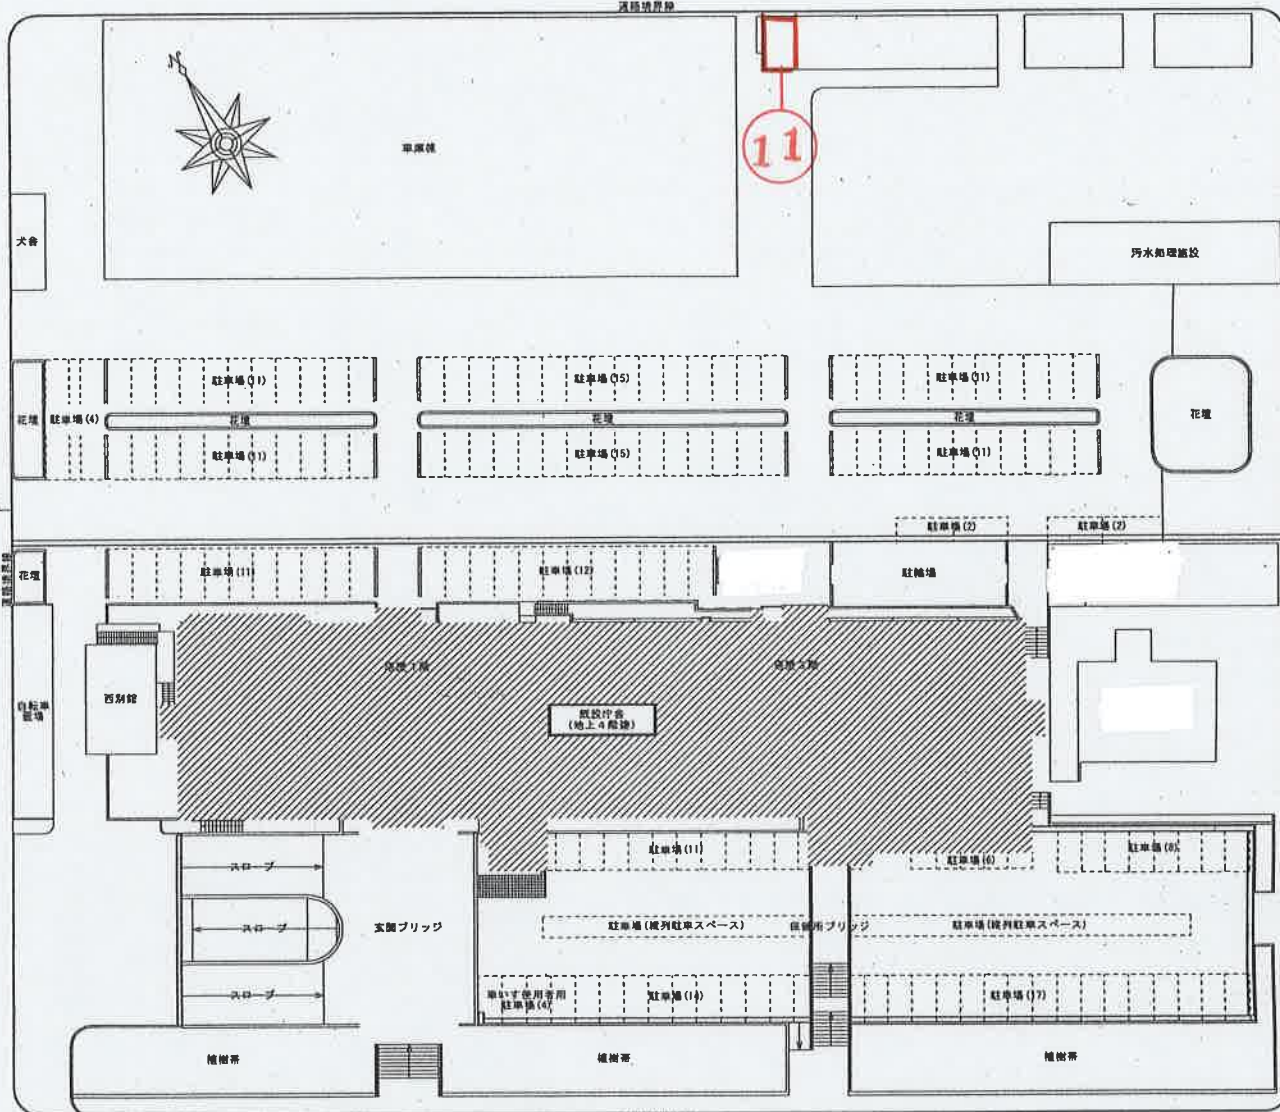 道路境界線
N
車庫棟
11
犬舎
汚水処理施設
駐車場(11)
駐車場(15)
駐車場(11)
花壇
駐車場(4)
花壇
花壇
花壇
花壇
駐車場(11)
駐車場(15)
駐車場(11)
駐車場(2)
駐車場(2)
道路境界線
花壇
駐車場(11)
駐車場(12)
駐輪場
自転車
置場
西別館
既設庁舎
(地上4階建)
駐車場(11)
駐車場(6)
駐車場(8)
スロープ
スロープ
スロープ
玄関ブリッジ
駐車場(縦列駐車スペース)
保健所ブリッジ
駐車場(縦列駐車スペース)
車いす使用者用
駐車場(4)
駐車場(14)
駐車場(17)
植樹帯
植樹帯
植樹帯